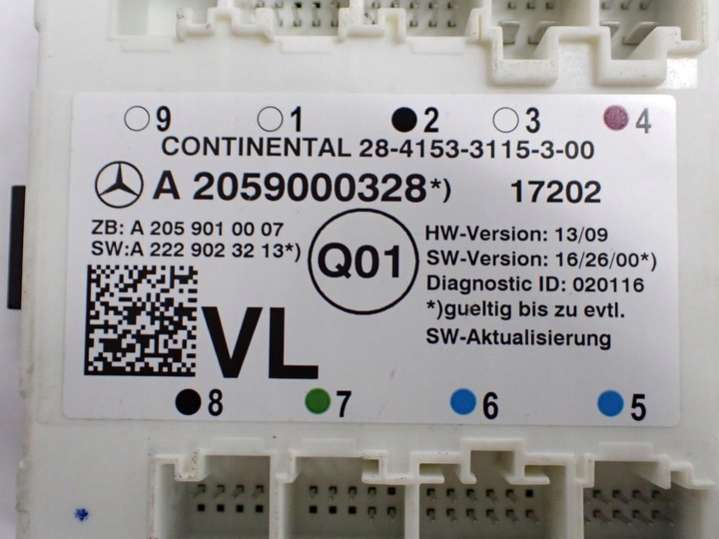 9 1 2 3 4
CONTINENTAL 28-4153-3115-3-00
A 2059000328*) 17202
ZB: A 205 901 00 07
SW:A 222 902 32 13*)
Q01
HW-Version: 13/09
SW-Version: 16/26/00*)
Diagnostic ID: 020116
*)gueltig bis zu evtl.
SW-Aktualisierung
VL
8 7 6 5